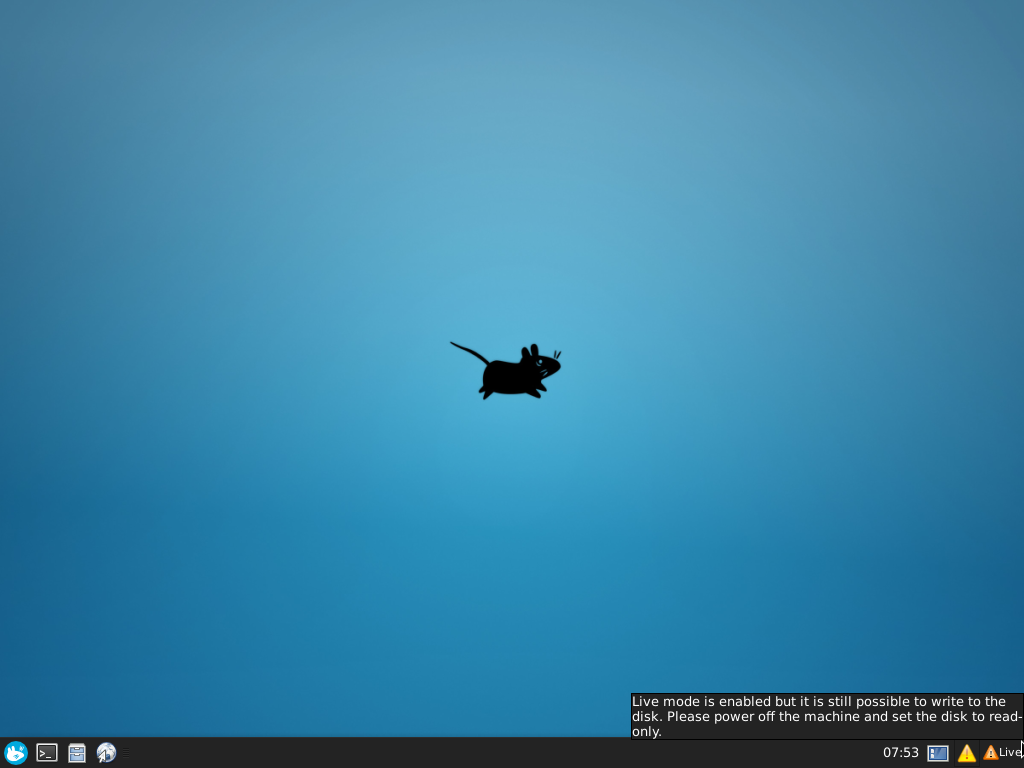 Live mode is enabled but it is still possible to write to the
disk. Please power off the machine and set the disk to read-
only.
07:53
Live